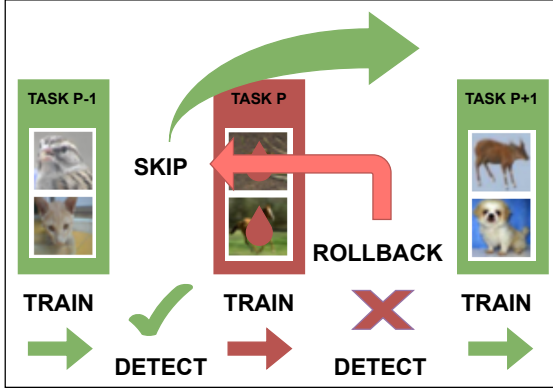 TASK P-1
TASK P
TASK P+1
SKIP
ROLLBACK
TRAIN
TRAIN
TRAIN
DETECT
DETECT